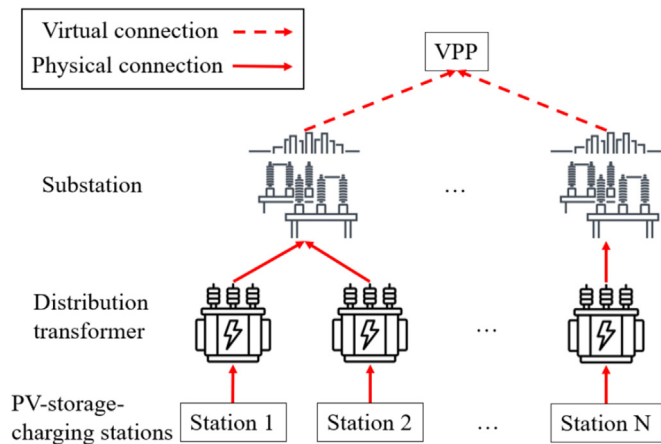 Virtual connection
Physical connection
VPP
Substation
...
Distribution
transformer
...
PV-storage-
charging stations
Station 1
Station 2
...
Station N